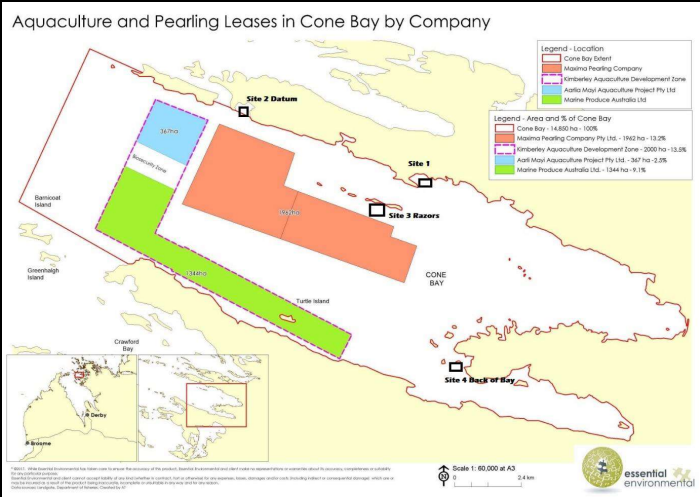 Aquaculture and Pearling Leases in Cone Bay by Company
Legend - Location
Cone Bay Extent
Maxima Pearling Company
Kimberley Aquaculture Development Zone
Aarlia Mayi Aquaculture Project Pty Ltd
Marine Produce Australia Ltd
Legend - Area and % of Cone Bay
Cone Bay - 14,850 ha - 100%
Maxima Pearling Company Pty Ltd. - 1962 ha - 13.2%
Kimberley Aquaculture Development Zone - 2000 ha - 13.5%
Aarli Mayi Aquaculture Project Pty Ltd. - 367 ha - 2.5%
Marine Produce Australia Ltd. - 1344 ha - 9.1%
Site 2 Datum
367ha
Biosecurity Zone
Site 1
Site 3 Razors
1962ha
Barnicoat
Island
Greenhalgh
Island
1344ha
CONE
BAY
Turtle Island
Crawford
Bay
Site 4 Back of Bay
Derby
Broome
Scale 1: 60,000 at A3
0
2.4 km
essential
environmental